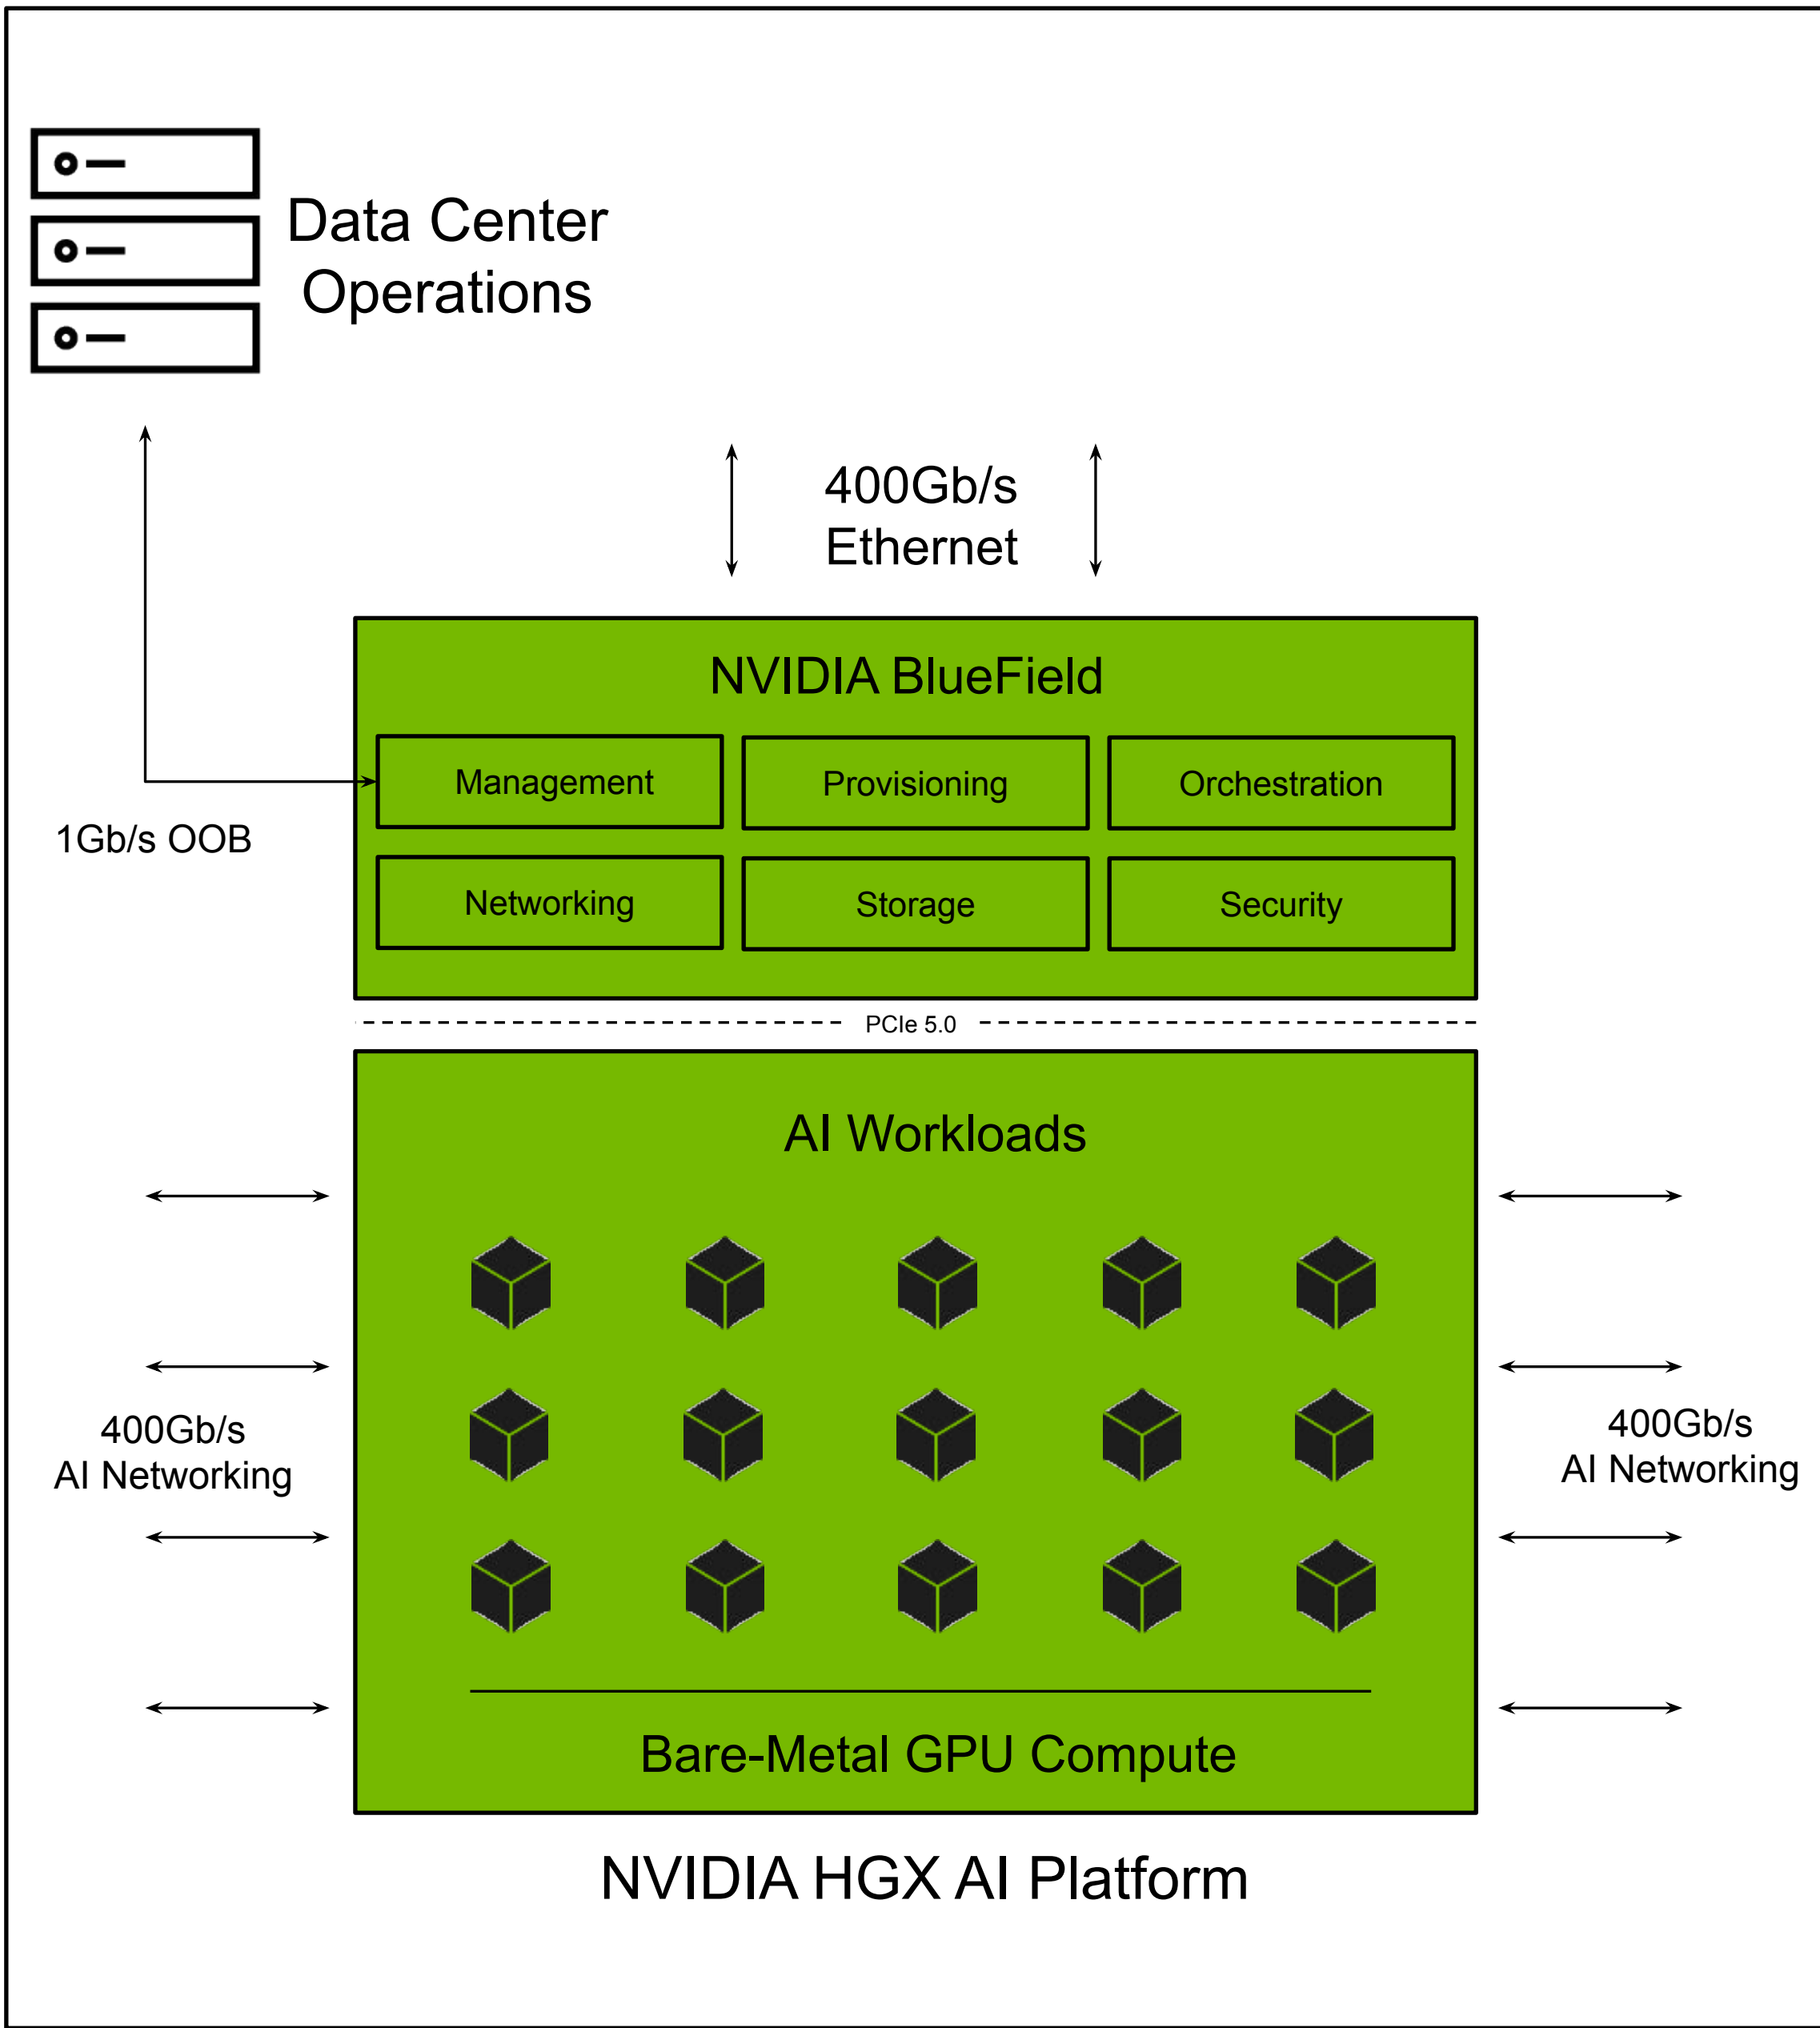 Data Center
Operations
400Gb/s
Ethernet
NVIDIA BlueField
Management
Provisioning
Orchestration
1Gb/s OOB
Networking
Storage
Security
PCIe 5.0
AI Workloads
400Gb/s
AI Networking
400Gb/s
AI Networking
Bare-Metal GPU Compute
NVIDIA HGX AI Platform